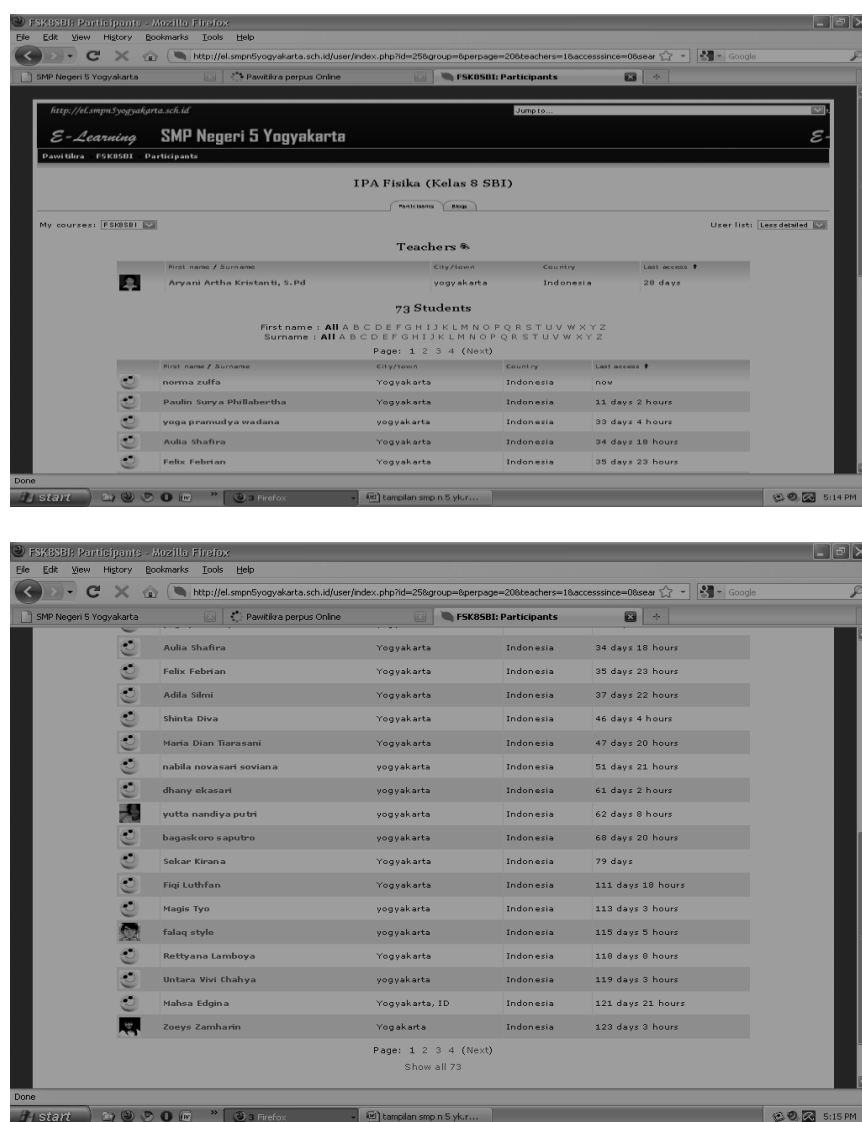 FSK8SBI: Participants - Mozilla Firefox
File Edit View History Bookmarks Tools Help
http://el.smpn5yogyakarta.sch.id/user/index.php?id=25&group=&perpage=20&teachers=1&accesssince=0&sear Google
SMP Negeri 5 Yogyakarta Pawitikra perpus Online FSK8SBI: Participants
http://el.smpn5yogyakarta.sch.id Jump to...
E-Learning SMP Negeri 5 Yogyakarta E-
Pawitikra FSK8SBI Participants
IPA Fisika (Kelas 8 SBI)
Participants Blogs
My courses: FSK8SBI User list: Less detailed
Teachers
First name / Surname City/town Country Last access
Aryani Artha Kristanti, S.Pd yogyakarta Indonesia 28 days
73 Students
First name : All A B C D E F G H I J K L M N O P Q R S T U V W X Y Z
Surname : All A B C D E F G H I J K L M N O P Q R S T U V W X Y Z
Page: 1 2 3 4 (Next)
First name / Surname City/town Country Last access
norma zulfa Yogyakarta Indonesia now
Paulin Surya Phillabertha Yogyakarta Indonesia 11 days 2 hours
yoga pramudya wadana yogyakarta Indonesia 33 days 4 hours
Aulia Shafira Yogyakarta Indonesia 34 days 18 hours
Felix Febrian Yogyakarta Indonesia 35 days 23 hours
Done
start 3 Firefox tampilan smp n 5 yk.r... 5:14 PM
FSK8SBI: Participants - Mozilla Firefox
File Edit View History Bookmarks Tools Help
http://el.smpn5yogyakarta.sch.id/user/index.php?id=25&group=&perpage=20&teachers=1&accesssince=0&sear Google
SMP Negeri 5 Yogyakarta Pawitikra perpus Online FSK8SBI: Participants
Aulia Shafira Yogyakarta Indonesia 34 days 18 hours
Felix Febrian Yogyakarta Indonesia 35 days 23 hours
Adila Silmi Yogyakarta Indonesia 37 days 22 hours
Shinta Diva Yogyakarta Indonesia 46 days 4 hours
Maria Dian Tiarasani Yogyakarta Indonesia 47 days 20 hours
nabila novasari soviana yogyakarta Indonesia 51 days 21 hours
dhany ekasari yogyakarta Indonesia 61 days 2 hours
yutta nandiya putri yogyakarta Indonesia 62 days 8 hours
bagaskoro saputro yogyakarta Indonesia 68 days 20 hours
Sekar Kirana Yogyakarta Indonesia 79 days
Fiqi Luthfan Yogyakarta Indonesia 111 days 18 hours
Magis Tyo yogyakarta Indonesia 113 days 3 hours
falaq style yogyakarta Indonesia 115 days 5 hours
Rettyana Lamboya Yogyakarta Indonesia 118 days 8 hours
Untara Vivi Chahya yogyakarta Indonesia 119 days 3 hours
Mahsa Edgina Yogyakarta, ID Indonesia 121 days 21 hours
Zoeys Zamharin Yogakarta Indonesia 123 days 3 hours
Page: 1 2 3 4 (Next)
Show all 73
Done
start 3 Firefox tampilan smp n 5 yk.r... 5:15 PM